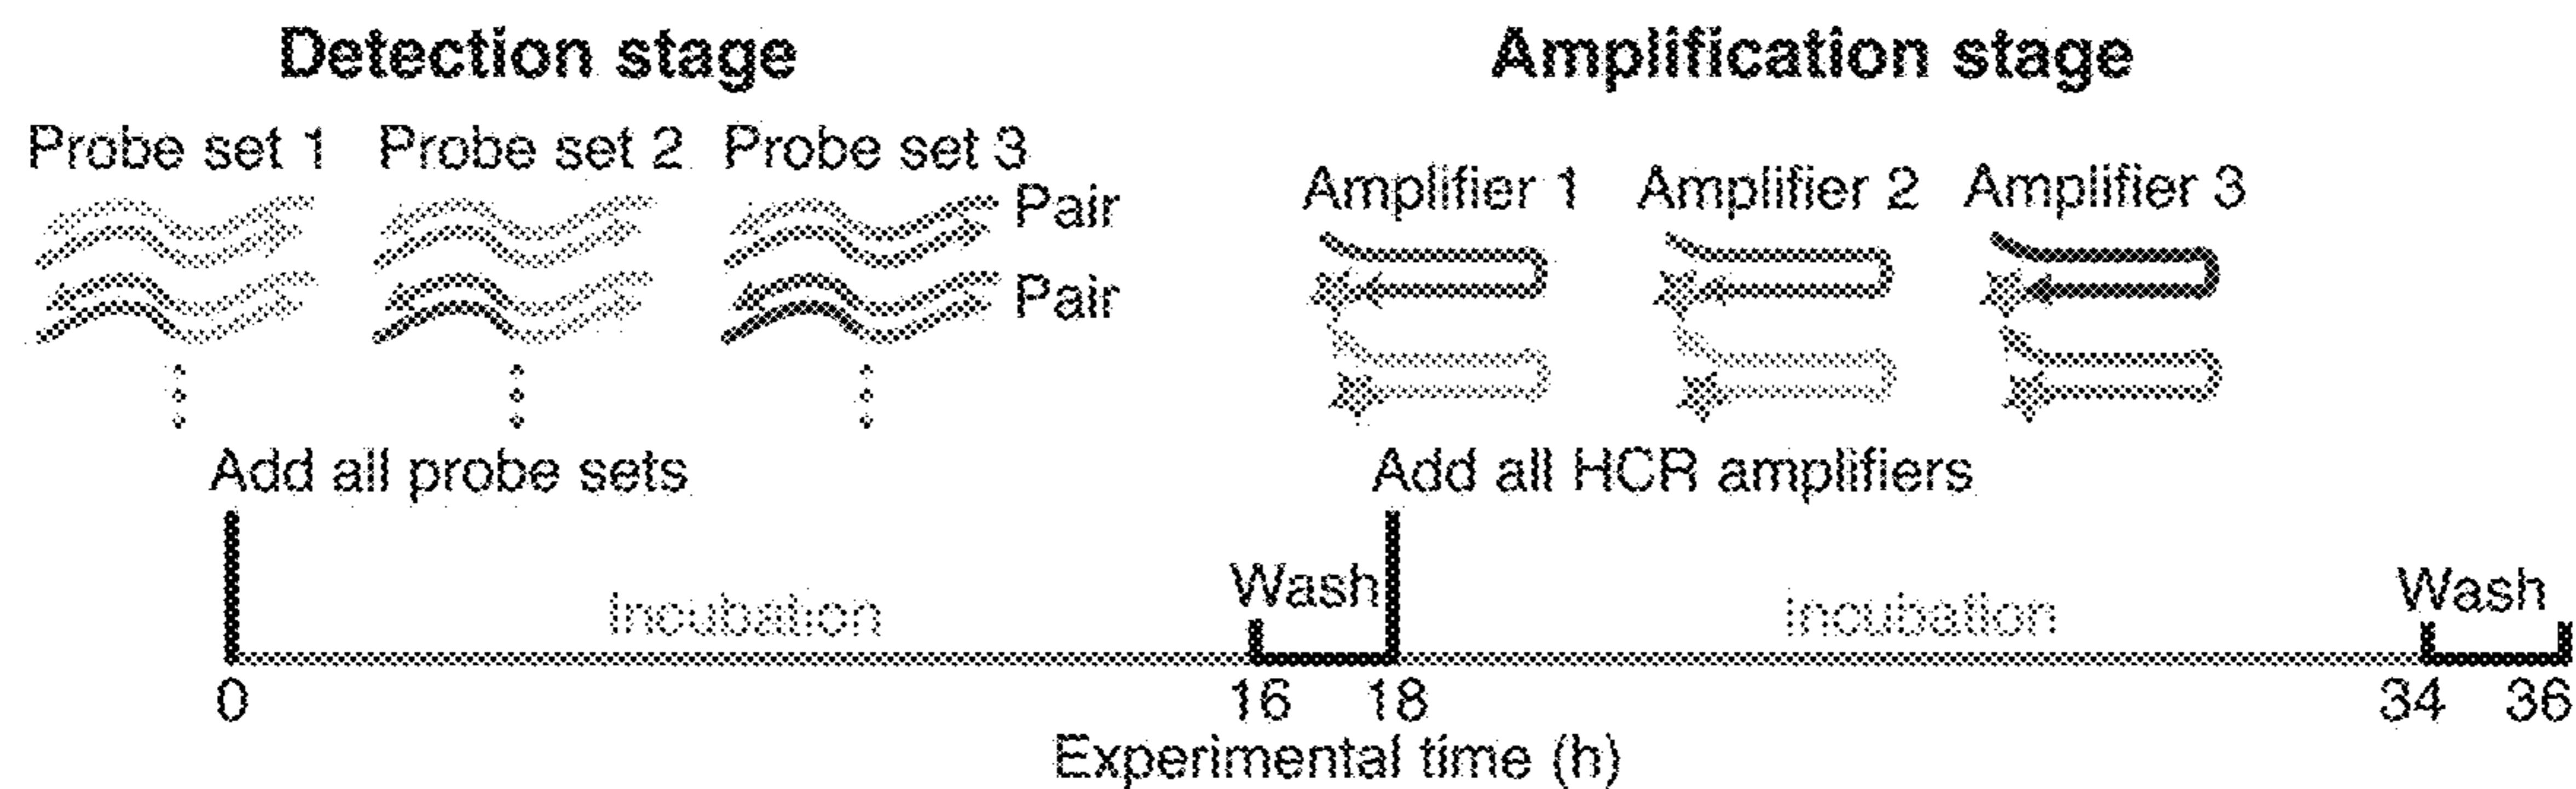 Detection stage
Amplification stage
Probe set 1 Probe set 2 Probe set 3
Pair
Pair
Amplifier 1 Amplifier 2 Amplifier 3
Add all probe sets
Add all HCR amplifiers
Incubation
Wash
Incubation
Wash
0 16 18 34 36
Experimental time (h)